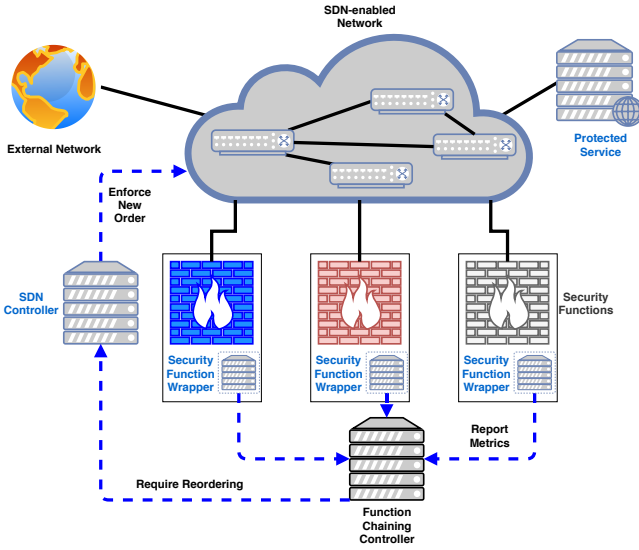 SDN-enabled
Network
External Network
Protected
Service
Enforce
New
Order
SDN
Controller
Security
Functions
Security
Function
Wrapper
Security
Function
Wrapper
Security
Function
Wrapper
Report
Metrics
Require Reordering
Function
Chaining
Controller